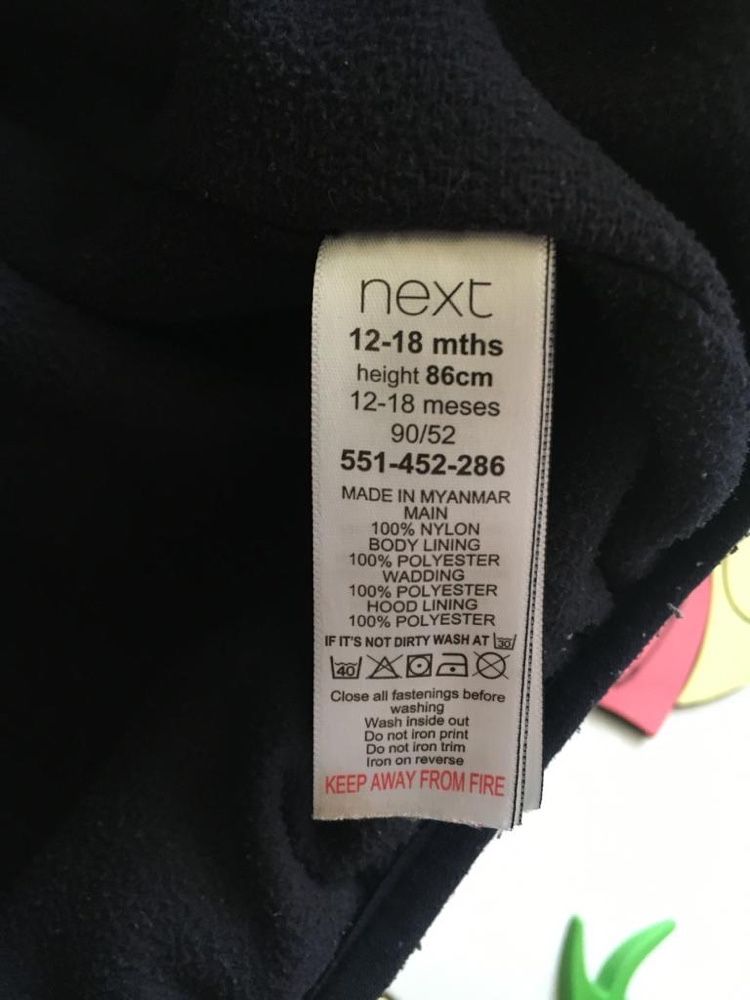 next
12-18 mths
height 86cm
12-18 meses
90/52
551-452-286
MADE IN MYANMAR
MAIN
100% NYLON
BODY LINING
100% POLYESTER
WADDING
100% POLYESTER
HOOD LINING
100% POLYESTER
IF IT'S NOT DIRTY WASH AT 30
40
Close all fastenings before
washing
Wash inside out
Do not iron print
Do not iron trim
Iron on reverse
KEEP AWAY FROM FIRE